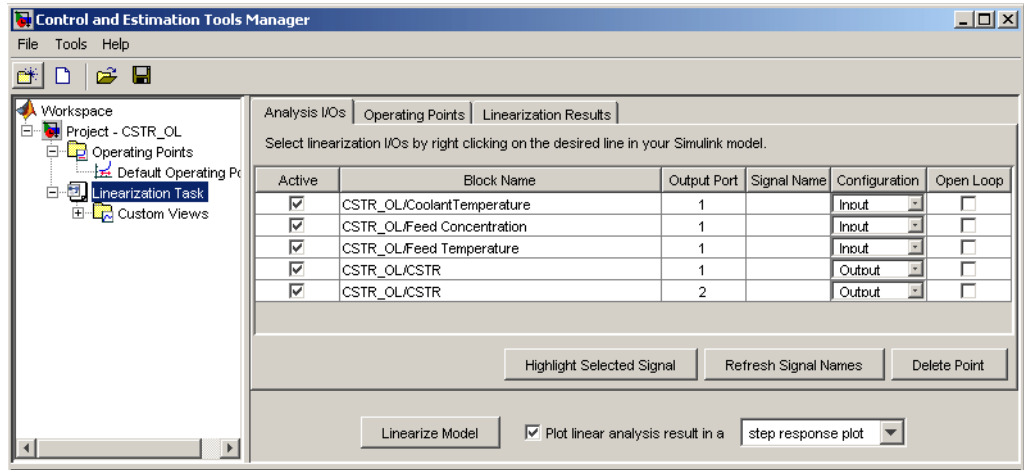 Control and Estimation Tools Manager
File Tools Help
Workspace
Project - CSTR_OL
Operating Points
Default Operating Po
Linearization Task
Custom Views
Analysis I/Os Operating Points Linearization Results
Select linearization I/Os by right clicking on the desired line in your Simulink model.
Active Block Name Output Port Signal Name Configuration Open Loop
CSTR_OL/CoolantTemperature 1 Input
CSTR_OL/Feed Concentration 1 Input
CSTR_OL/Feed Temperature 1 Input
CSTR_OL/CSTR 1 Output
CSTR_OL/CSTR 2 Output
Highlight Selected Signal Refresh Signal Names Delete Point
Linearize Model Plot linear analysis result in a step response plot